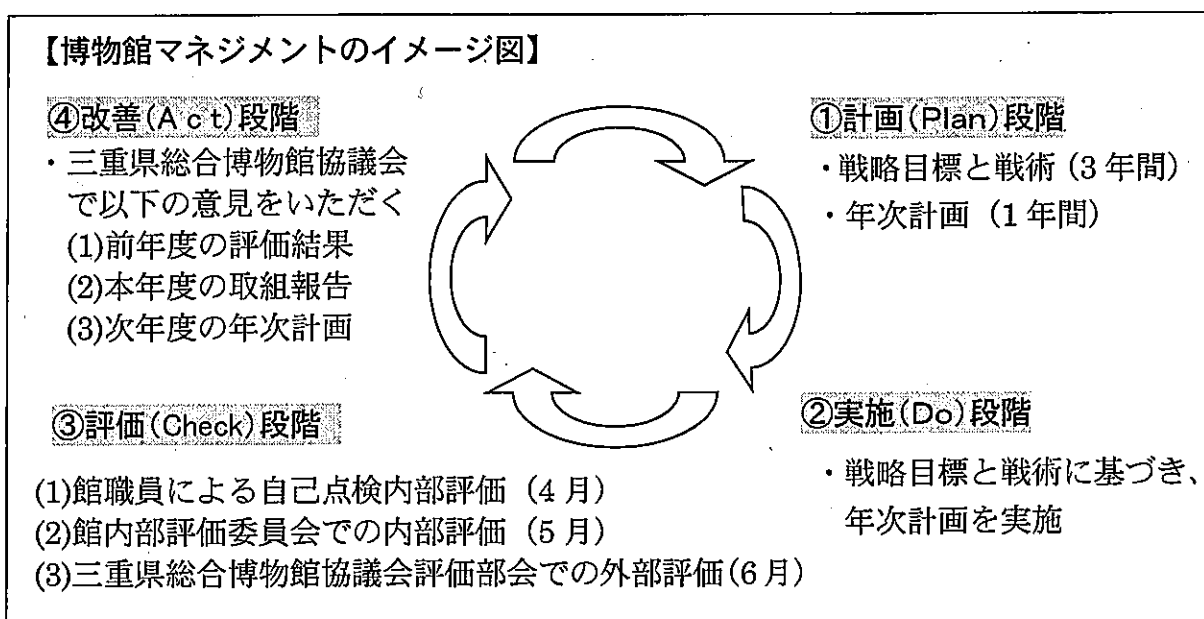 【博物館マネジメントのイメージ図】
④改善(Act)段階
・三重県総合博物館協議会
で以下の意見をいただく
(1)前年度の評価結果
(2)本年度の取組報告
(3)次年度の年次計画
①計画(Plan)段階
・戦略目標と戦術(3年間)
・年次計画(1年間)
②実施(Do)段階
・戦略目標と戦術に基づき、
年次計画を実施
③評価(Check)段階
(1)館職員による自己点検内部評価(4月)
(2)館内部評価委員会での内部評価(5月)
(3)三重県総合博物館協議会評価部会での外部評価(6月)